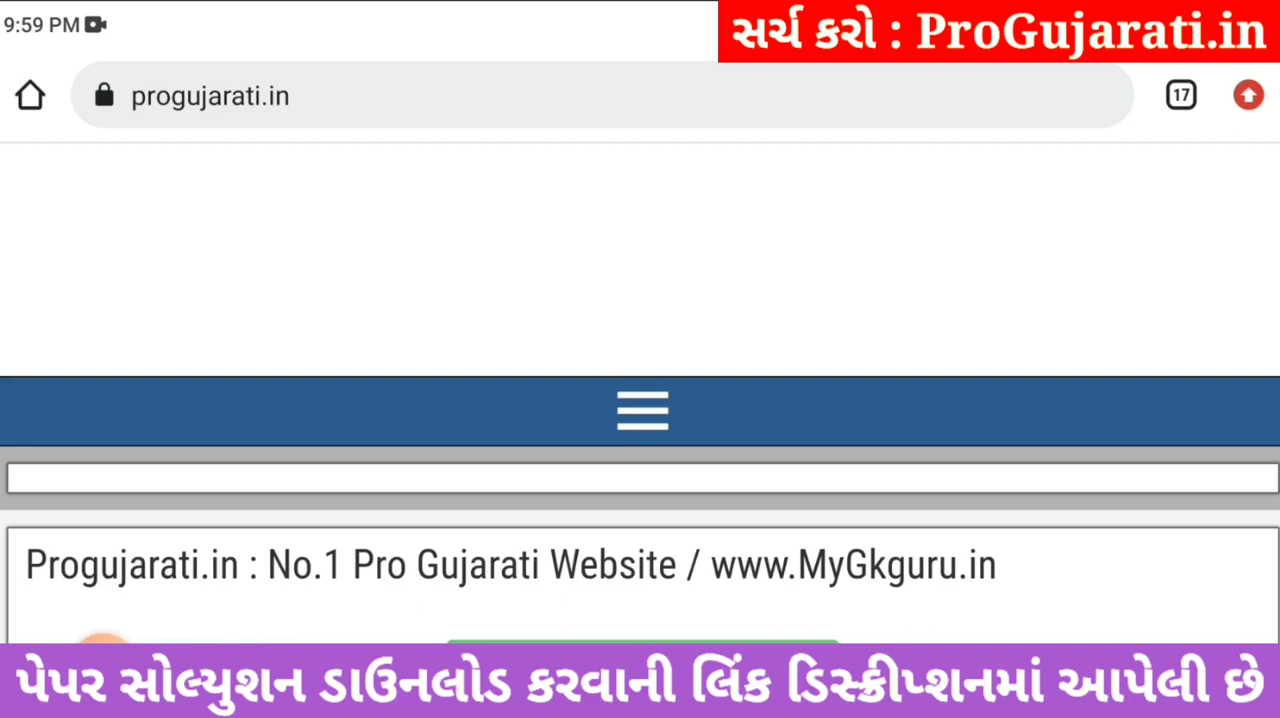 9:59 PM
સર્ચ કરો : ProGujarati.in
progujarati.in
17
Progujarati.in : No.1 Pro Gujarati Website / www.MyGkguru.in
પેપર સોલ્યુશન ડાઉનલોડ કરવાની લિંક ડિસ્ક્રીપ્શનમાં આપેલી છે